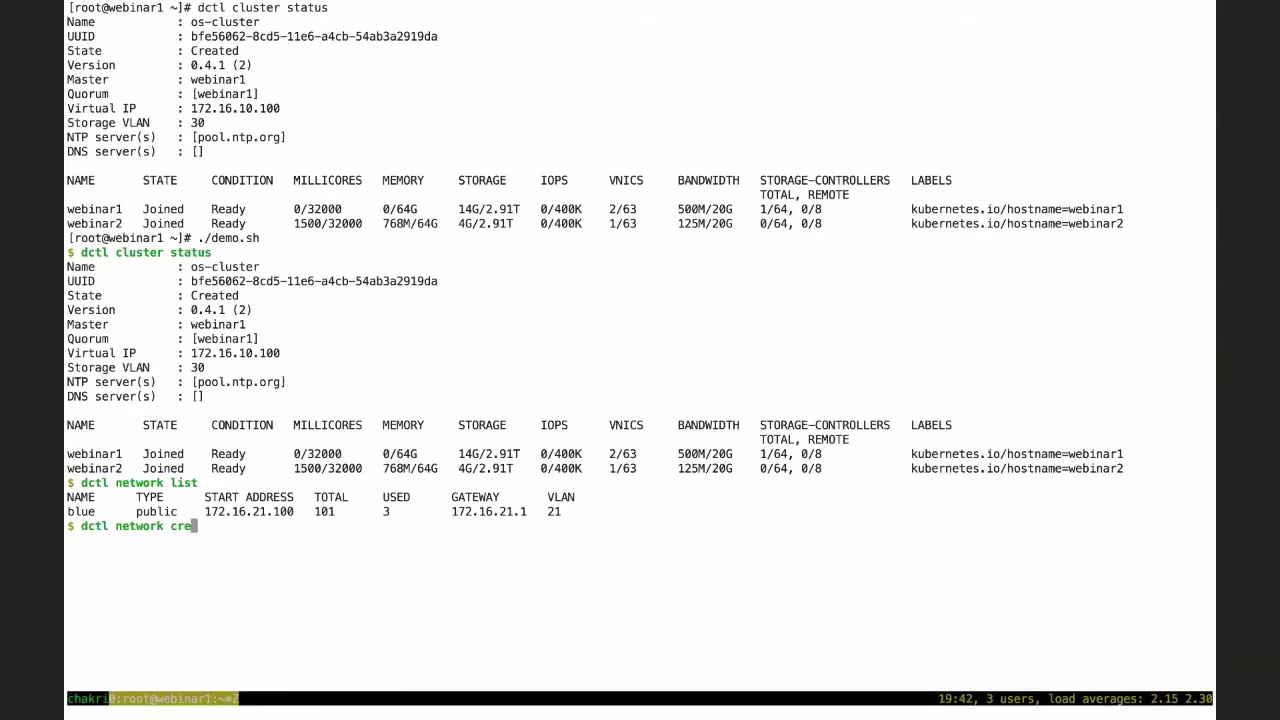 [root@webinar1 ~]# dctl cluster status
Name : os-cluster
UUID : bfe56062-8cd5-11e6-a4cb-54ab3a2919da
State : Created
Version : 0.4.1 (2)
Master : webinar1
Quorum : [webinar1]
Virtual IP : 172.16.10.100
Storage VLAN : 30
NTP server(s) : [pool.ntp.org]
DNS server(s) : []
NAME STATE CONDITION MILLICORES MEMORY STORAGE IOPS VNICS BANDWIDTH STORAGE-CONTROLLERS LABELS
TOTAL, REMOTE
webinar1 Joined Ready 0/32000 0/64G 14G/2.91T 0/400K 2/63 500M/20G 1/64, 0/8 kubernetes.io/hostname=webinar1
webinar2 Joined Ready 1500/32000 768M/64G 4G/2.91T 0/400K 1/63 125M/20G 0/64, 0/8 kubernetes.io/hostname=webinar2
[root@webinar1 ~]# ./demo.sh
$ dctl cluster status
Name : os-cluster
UUID : bfe56062-8cd5-11e6-a4cb-54ab3a2919da
State : Created
Version : 0.4.1 (2)
Master : webinar1
Quorum : [webinar1]
Virtual IP : 172.16.10.100
Storage VLAN : 30
NTP server(s) : [pool.ntp.org]
DNS server(s) : []
NAME STATE CONDITION MILLICORES MEMORY STORAGE IOPS VNICS BANDWIDTH STORAGE-CONTROLLERS LABELS
TOTAL, REMOTE
webinar1 Joined Ready 0/32000 0/64G 14G/2.91T 0/400K 2/63 500M/20G 1/64, 0/8 kubernetes.io/hostname=webinar1
webinar2 Joined Ready 1500/32000 768M/64G 4G/2.91T 0/400K 1/63 125M/20G 0/64, 0/8 kubernetes.io/hostname=webinar2
$ dctl network list
NAME TYPE START ADDRESS TOTAL USED GATEWAY VLAN
blue public 172.16.21.100 101 3 172.16.21.1 21
$ dctl network cre
chakri0:root@webinar1:~*Z 19:42, 3 users, load averages: 2.15 2.30